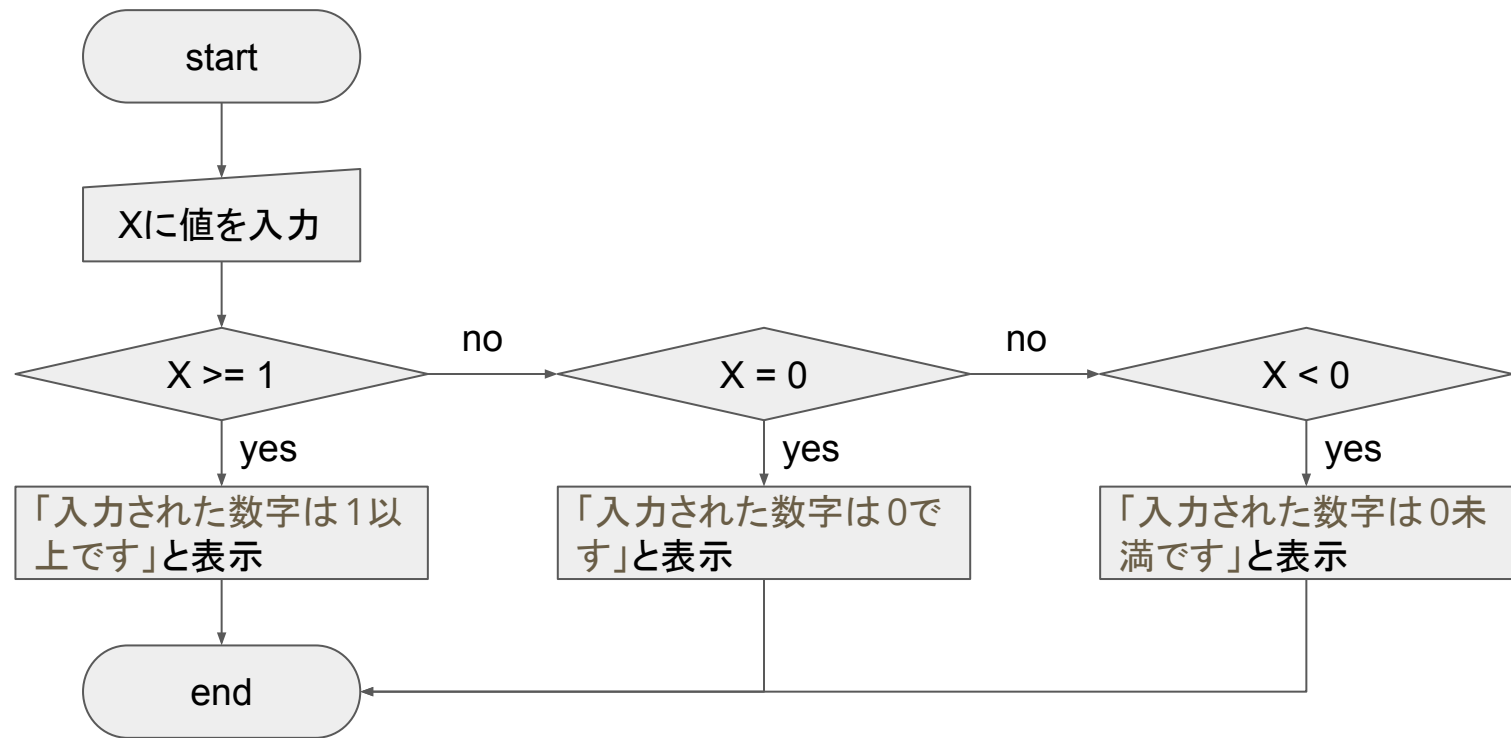 start
Xに値を入力
X >= 1
no
X = 0
no
X < 0
yes
yes
yes
「入力された数字は1以
上です」と表示
「入力された数字は0で
す」と表示
「入力された数字は0未
満です」と表示
end